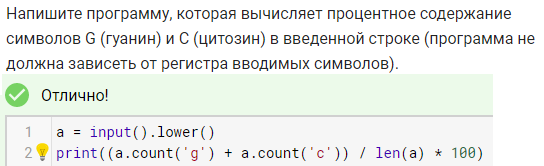 Напишите программу, которая вычисляет процентное содержание
символов G (гуанин) и C (цитозин) в введенной строке (программа не
должна зависеть от регистра вводимых символов).
Отлично!
1 a = input().lower()
2 print((a.count('g') + a.count('c')) / len(a) * 100)